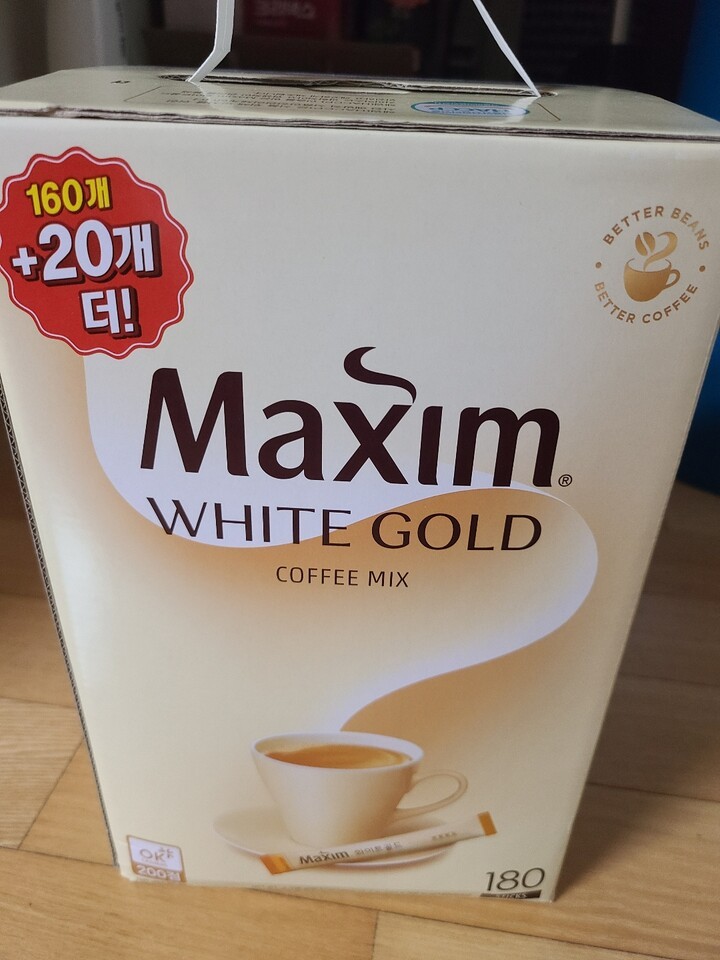 160개
+20개
더!
BETTER BEANS
BETTER COFFEE
Maxim®
WHITE GOLD
COFFEE MIX
Maxim 화이트골드
180
STICKS